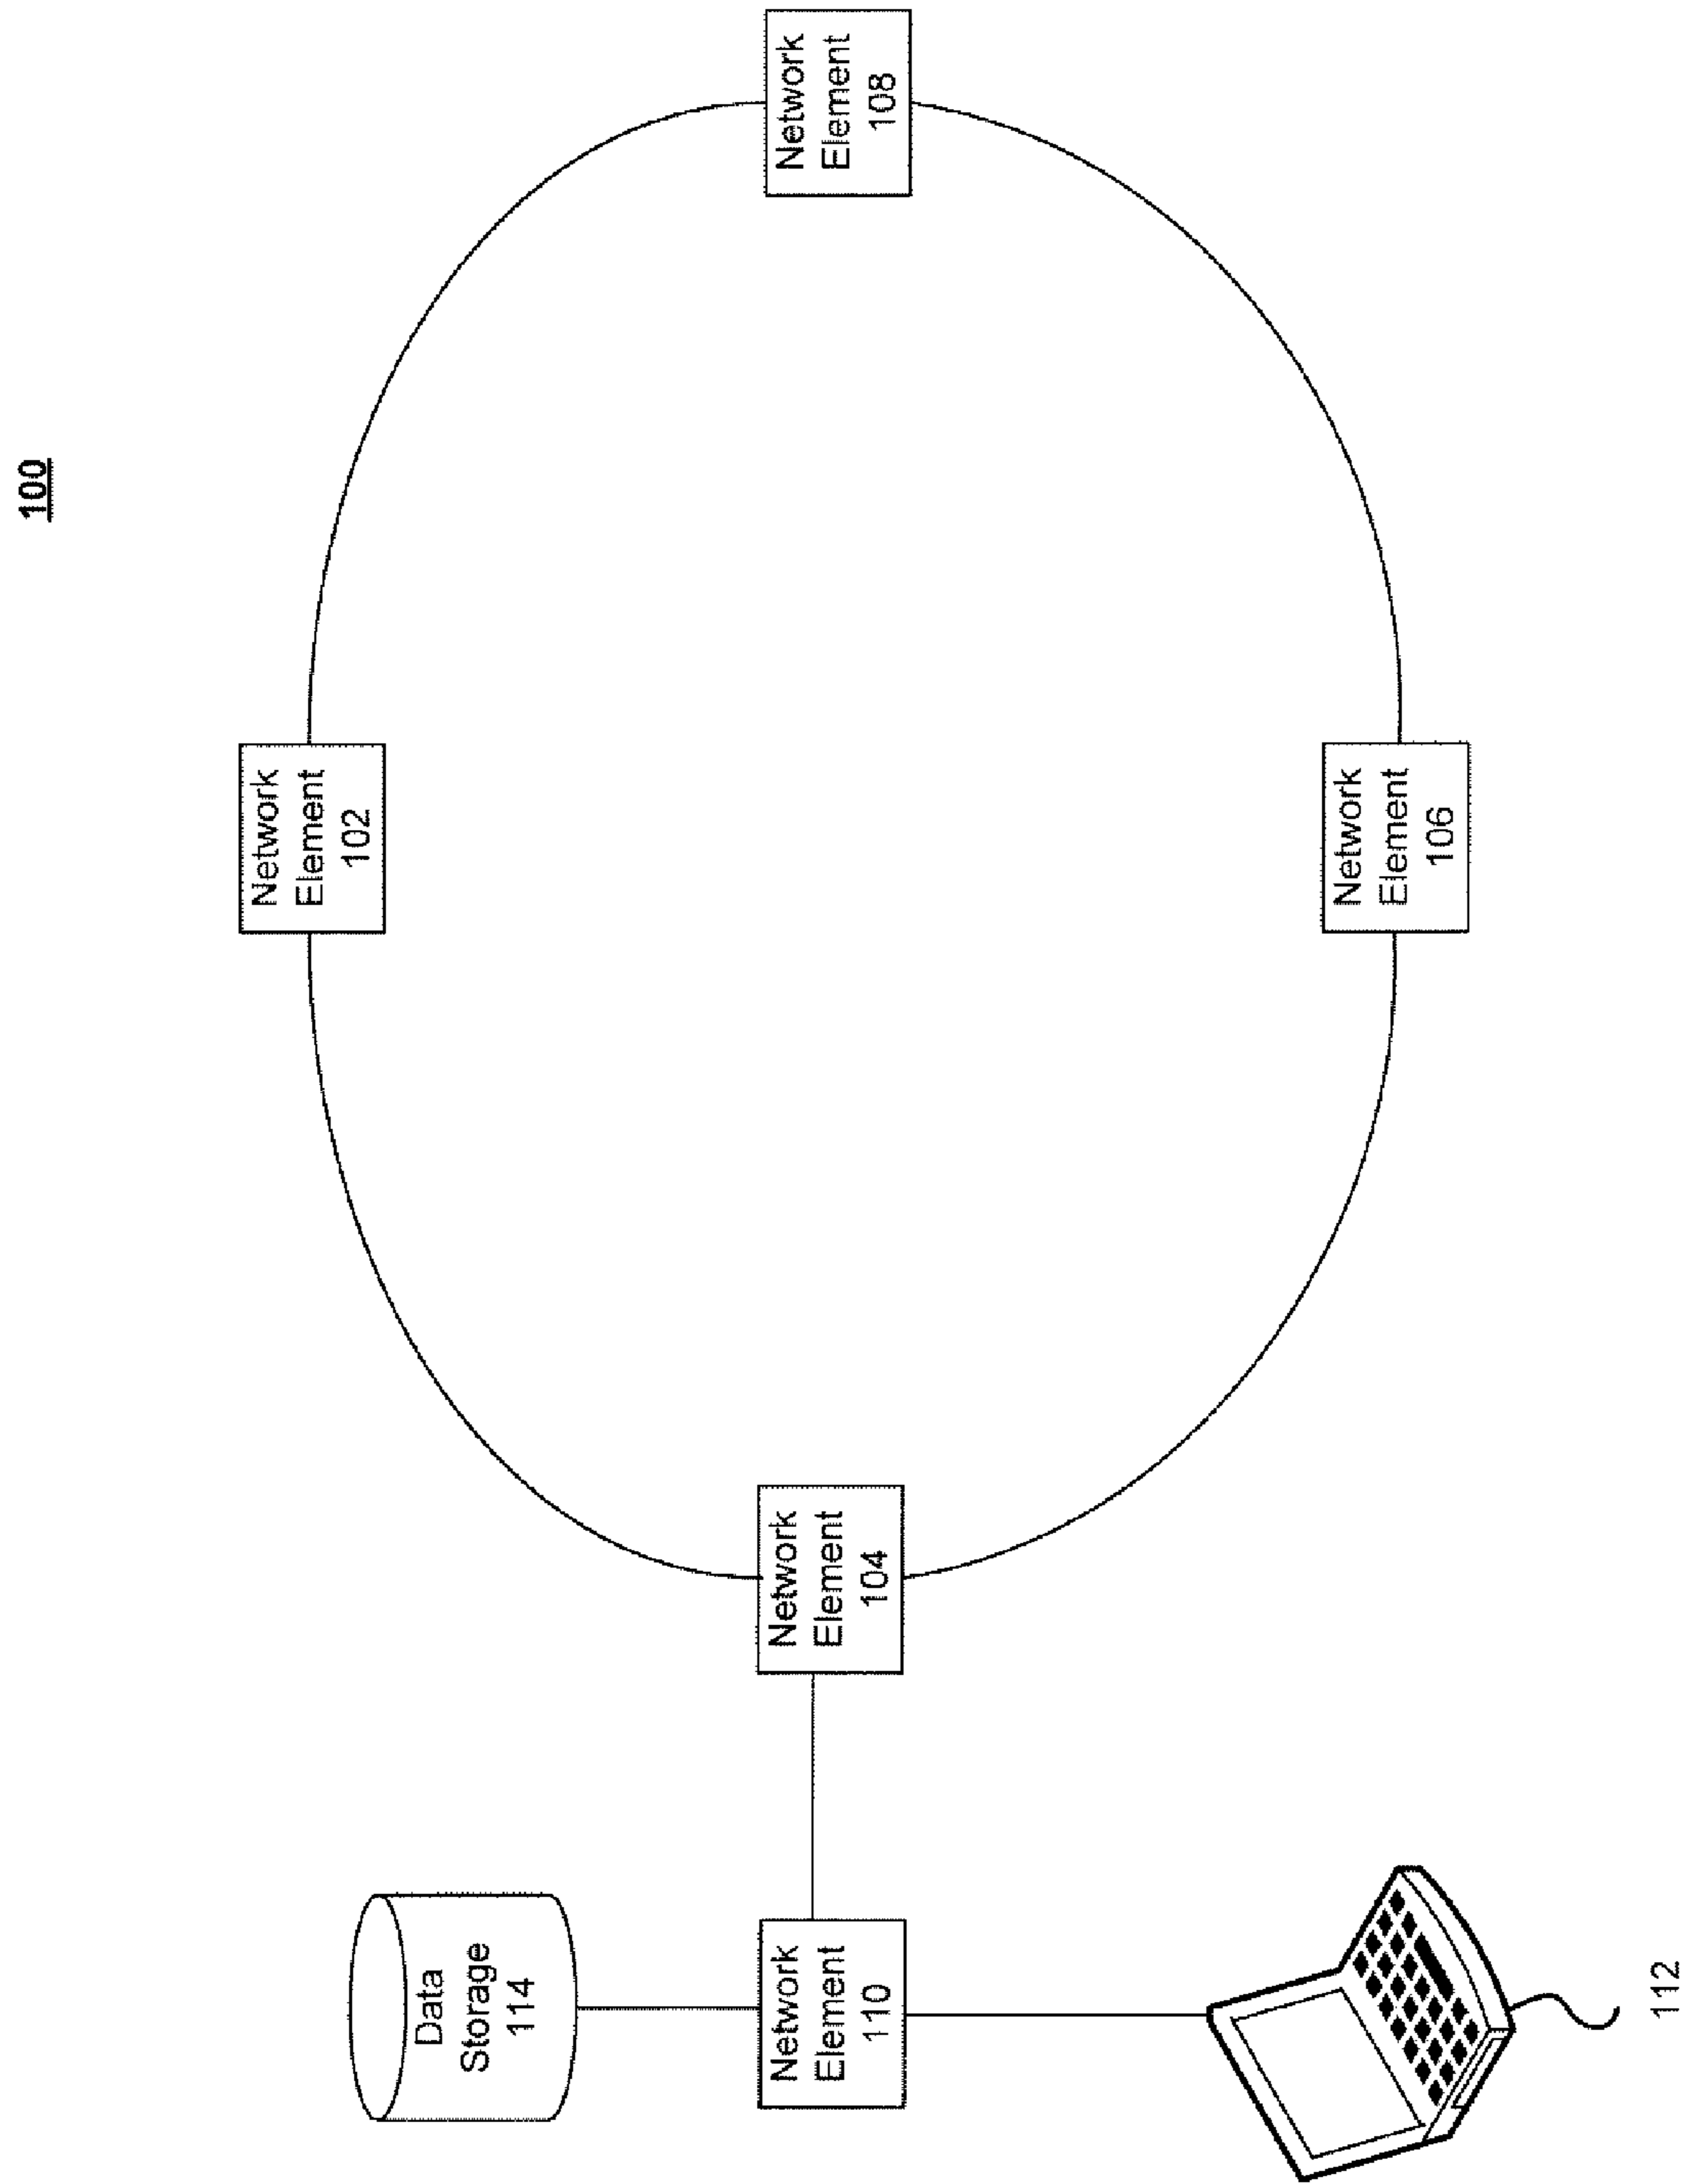 100
Network
Element
102
Network
Element
108
Network
Element
104
Network
Element
106
Data
Storage
114
Network
Element
110
112